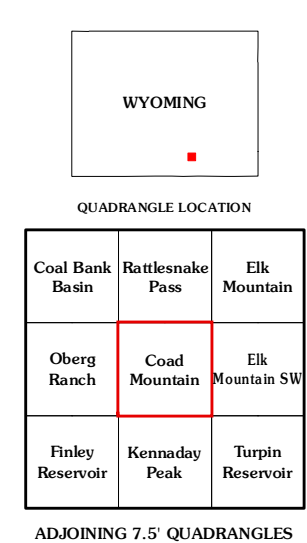 WYOMING
QUADRANGLE LOCATION
Coal Bank Basin
Rattlesnake Pass
Elk Mountain
Oberg Ranch
Coad Mountain
Elk Mountain SW
Finley Reservoir
Kennaday Peak
Turpin Reservoir
ADJOINING 7.5' QUADRANGLES